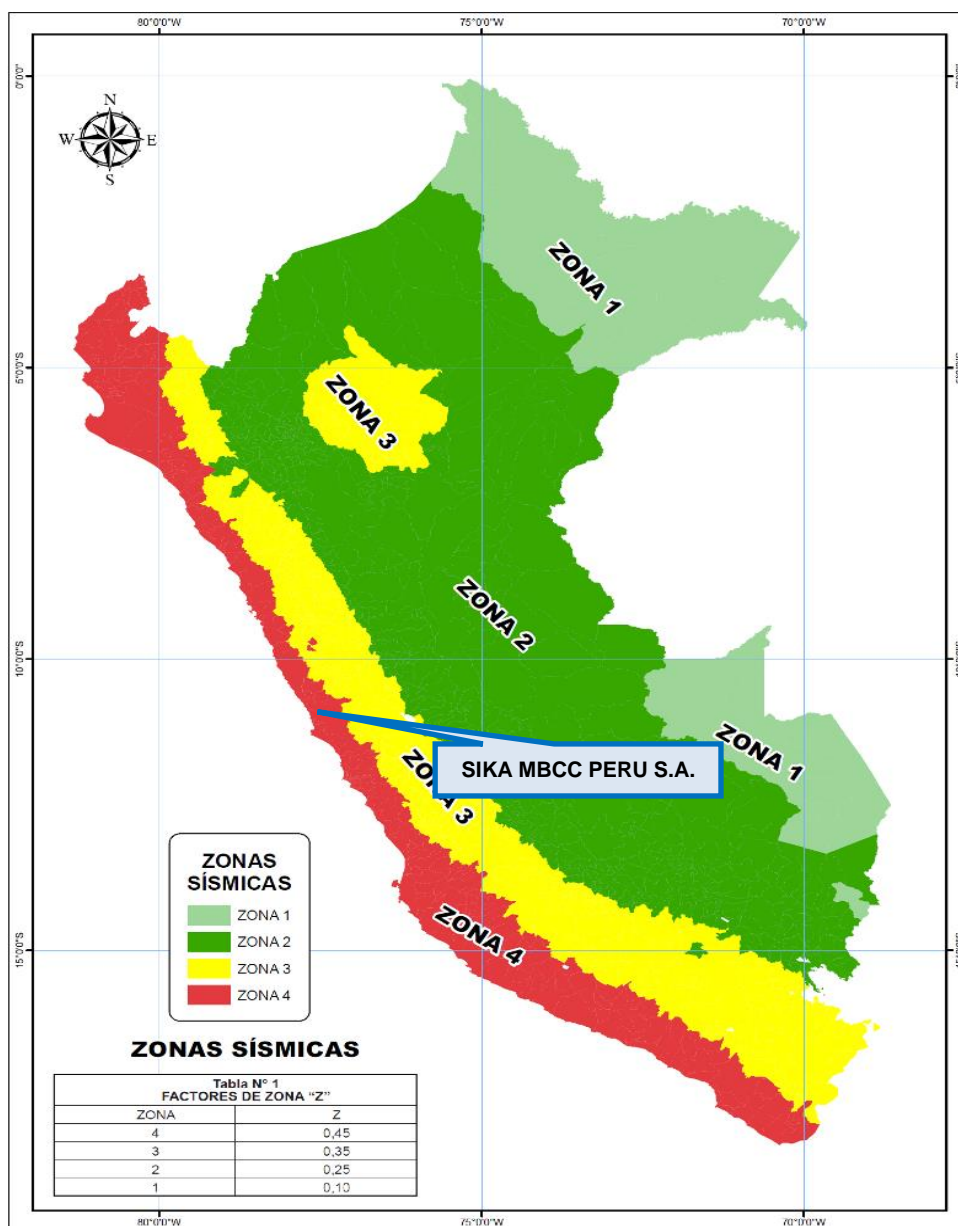 80°0'0"W 75°0'0"W 70°0'0"W
0°0'0"
N
W E
S
ZONA 1
5°0'0"S
ZONA 3
ZONA 2
10°0'0"S
ZONA 1
SIKA MBCC PERU S.A.
ZONA 3
ZONAS
SÍSMICAS
ZONA 1
ZONA 2
ZONA 3
ZONA 4
ZONA 4
15°0'0"S
ZONAS SÍSMICAS
Tabla N° 1
FACTORES DE ZONA “Z”
ZONA Z
4 0,45
3 0,35
2 0,25
1 0,10
80°0'0"W 75°0'0"W 70°0'0"W